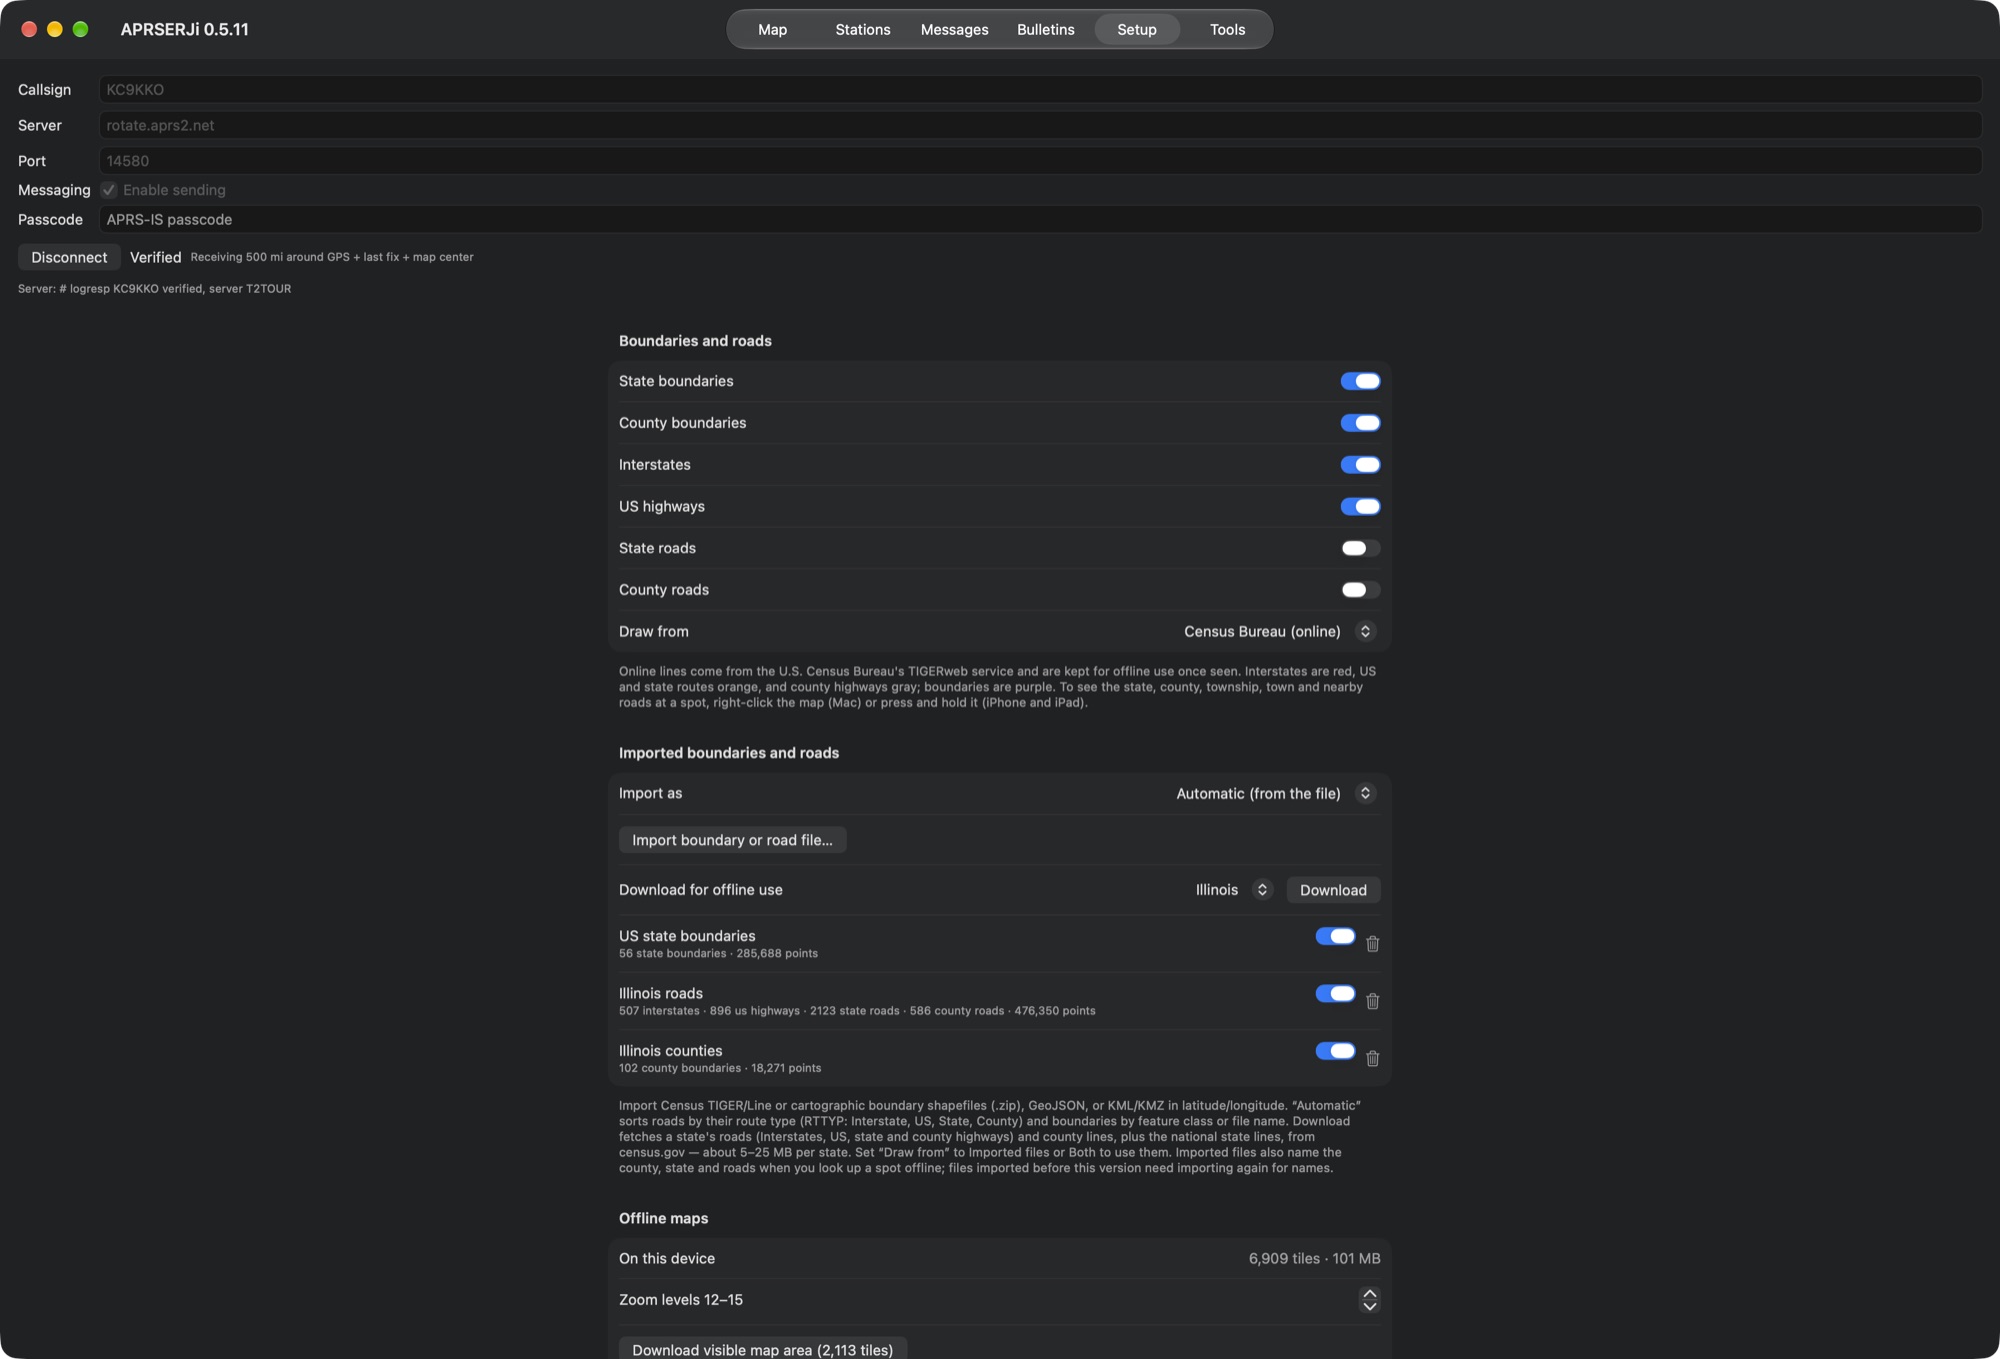 APRSERJi 0.5.11
Map Stations Messages Bulletins Setup Tools
Callsign KC9KKO
Server rotate.aprs2.net
Port 14580
Messaging Enable sending
Passcode APRS-IS passcode
Disconnect Verified Receiving 500 mi around GPS + last fix + map center
Server: # logresp KC9KKO verified, server T2TOUR
Boundaries and roads
State boundaries
County boundaries
Interstates
US highways
State roads
County roads
Draw from Census Bureau (online)
Online lines come from the U.S. Census Bureau's TIGERweb service and are kept for offline use once seen. Interstates are red, US
and state routes orange, and county highways gray; boundaries are purple. To see the state, county, township, town and nearby
roads at a spot, right-click the map (Mac) or press and hold it (iPhone and iPad).
Imported boundaries and roads
Import as Automatic (from the file)
Import boundary or road file...
Download for offline use Illinois Download
US state boundaries
56 state boundaries · 285,688 points
Illinois roads
507 interstates · 896 us highways · 2123 state roads · 586 county roads · 476,350 points
Illinois counties
102 county boundaries · 18,271 points
Import Census TIGER/Line or cartographic boundary shapefiles (.zip), GeoJSON, or KML/KMZ in latitude/longitude. “Automatic”
sorts roads by their route type (RTTYP: Interstate, US, State, County) and boundaries by feature class or file name. Download
fetches a state's roads (Interstates, US, state and county highways) and county lines, plus the national state lines, from
census.gov — about 5–25 MB per state. Set “Draw from” to Imported files or Both to use them. Imported files also name the
county, state and roads when you look up a spot offline; files imported before this version need importing again for names.
Offline maps
On this device 6,909 tiles · 101 MB
Zoom levels 12–15
Download visible map area (2,113 tiles)